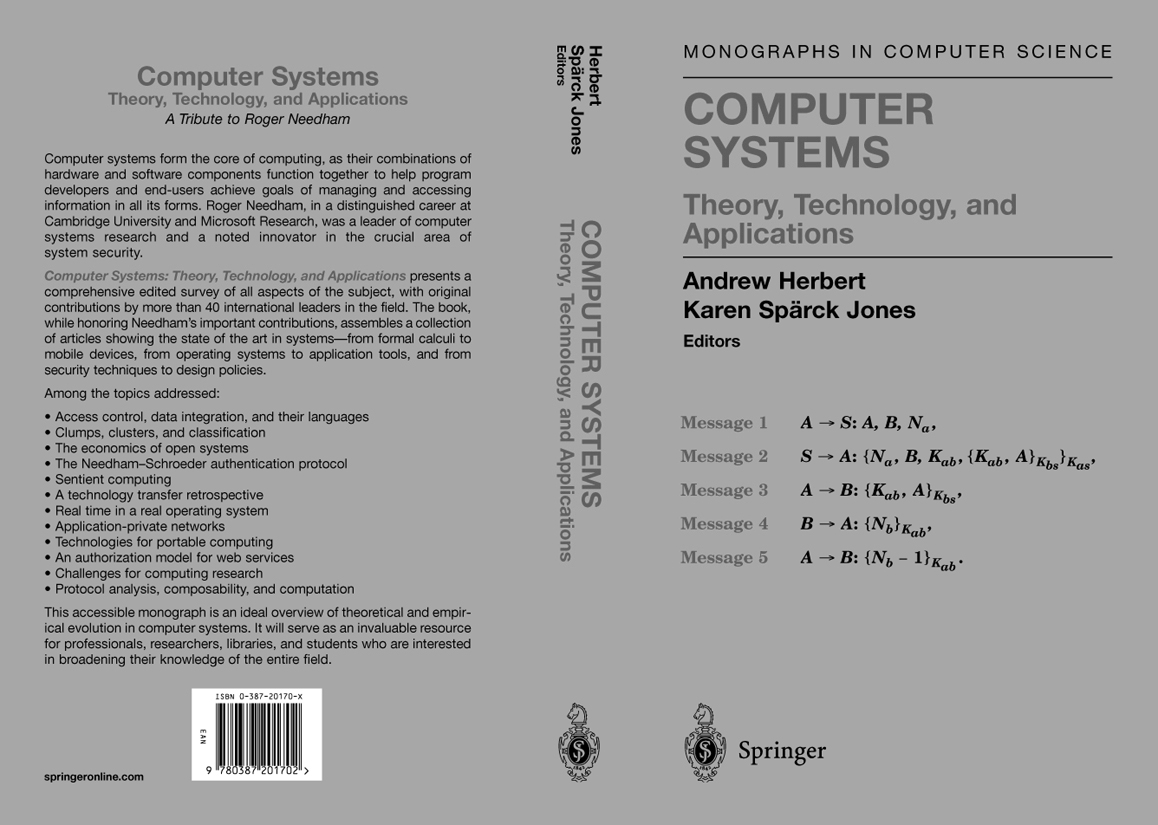 Computer Systems
Theory, Technology, and Applications
A Tribute to Roger Needham
Computer systems form the core of computing, as their combinations of
hardware and software components function together to help program
developers and end-users achieve goals of managing and accessing
information in all its forms. Roger Needham, in a distinguished career at
Cambridge University and Microsoft Research, was a leader of computer
systems research and a noted innovator in the crucial area of
system security.
Computer Systems: Theory, Technology, and Applications presents a
comprehensive edited survey of all aspects of the subject, with original
contributions by more than 40 international leaders in the field. The book,
while honoring Needham's important contributions, assembles a collection
of articles showing the state of the art in systems—from formal calculi to
mobile devices, from operating systems to application tools, and from
security techniques to design policies.
Among the topics addressed:
• Access control, data integration, and their languages
• Clumps, clusters, and classification
• The economics of open systems
• The Needham–Schroeder authentication protocol
• Sentient computing
• A technology transfer retrospective
• Real time in a real operating system
• Application-private networks
• Technologies for portable computing
• An authorization model for web services
• Challenges for computing research
• Protocol analysis, composability, and computation
This accessible monograph is an ideal overview of theoretical and empir-
ical evolution in computer systems. It will serve as an invaluable resource
for professionals, researchers, libraries, and students who are interested
in broadening their knowledge of the entire field.
ISBN 0-387-20170-X
EAN
9 780387 201702 >
springeronline.com
Herbert
Spärck Jones
Editors
COMPUTER SYSTEMS
Theory, Technology, and Applications
MONOGRAPHS IN COMPUTER SCIENCE
COMPUTER
SYSTEMS
Theory, Technology, and
Applications
Andrew Herbert
Karen Spärck Jones
Editors
Message 1 A → S: A, B, Na,
Message 2 S → A: {Na, B, Kab, {Kab, A}Kbs}Kas,
Message 3 A → B: {Kab, A}Kbs,
Message 4 B → A: {Nb}Kab,
Message 5 A → B: {Nb – 1}Kab.
Springer